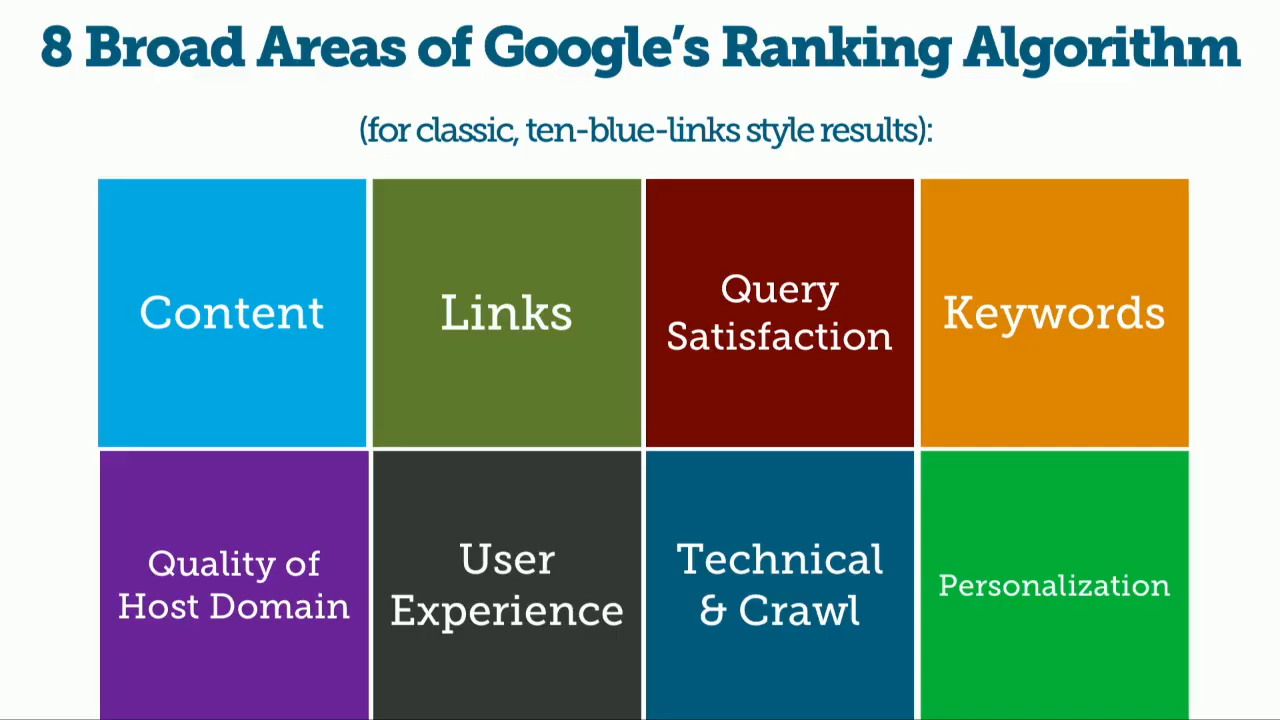 8 Broad Areas of Google’s Ranking Algorithm
(for classic, ten-blue-links style results):
Content
Links
Query
Satisfaction
Keywords
Quality of
Host Domain
User
Experience
Technical
& Crawl
Personalization